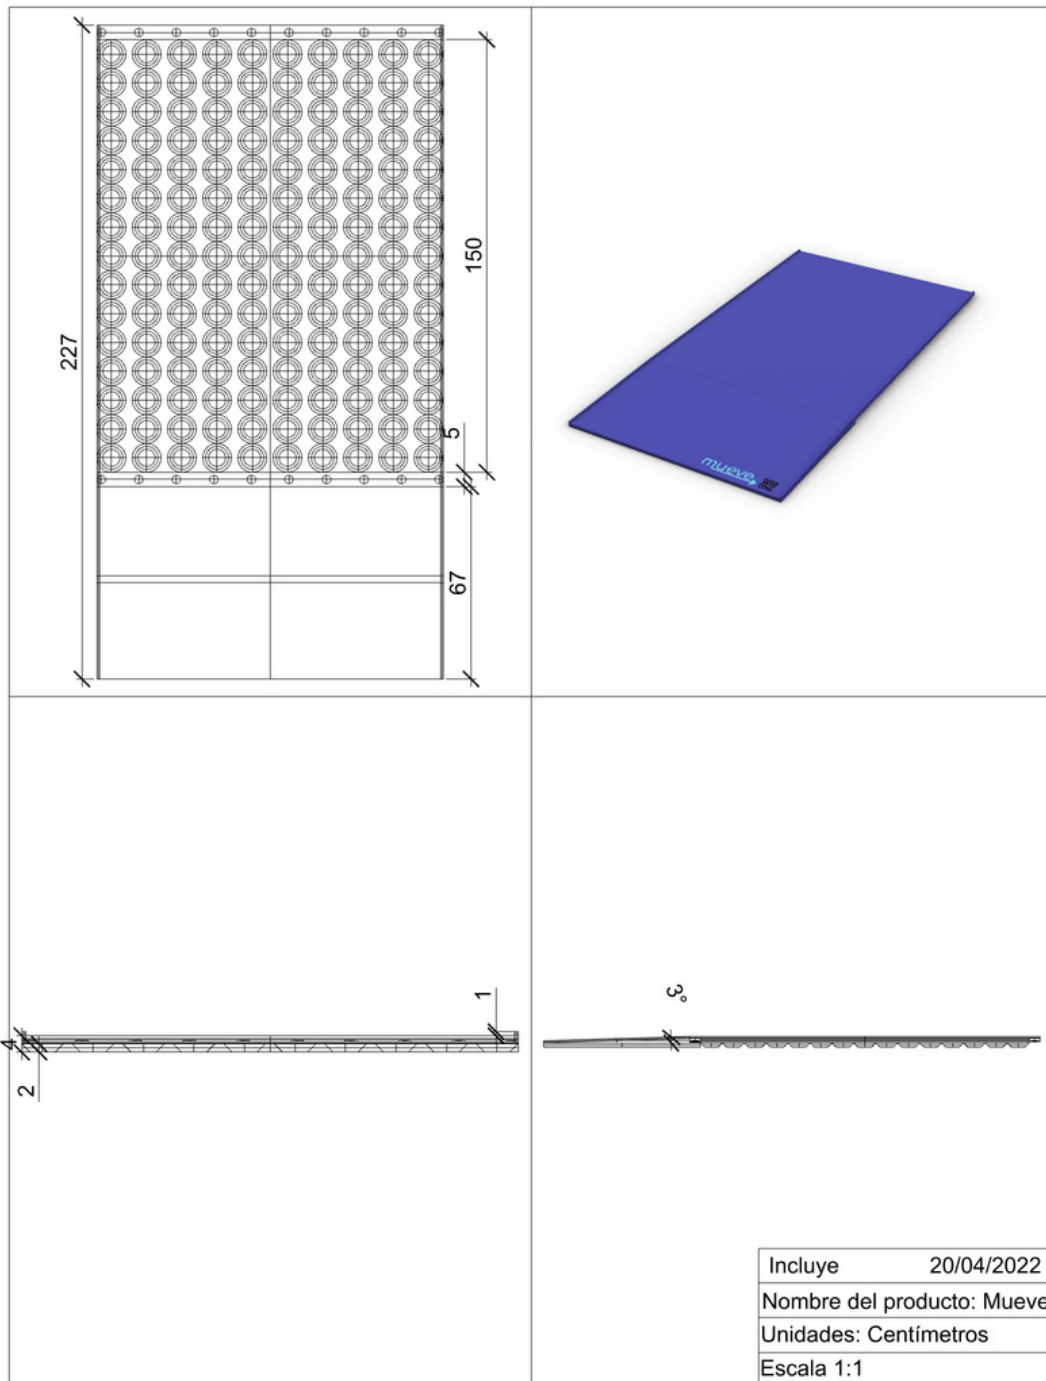 227
150
5
67
mueve
1
4
2
3°
Incluye 20/04/2022
Nombre del producto: Mueve
Unidades: Centímetros
Escala 1:1